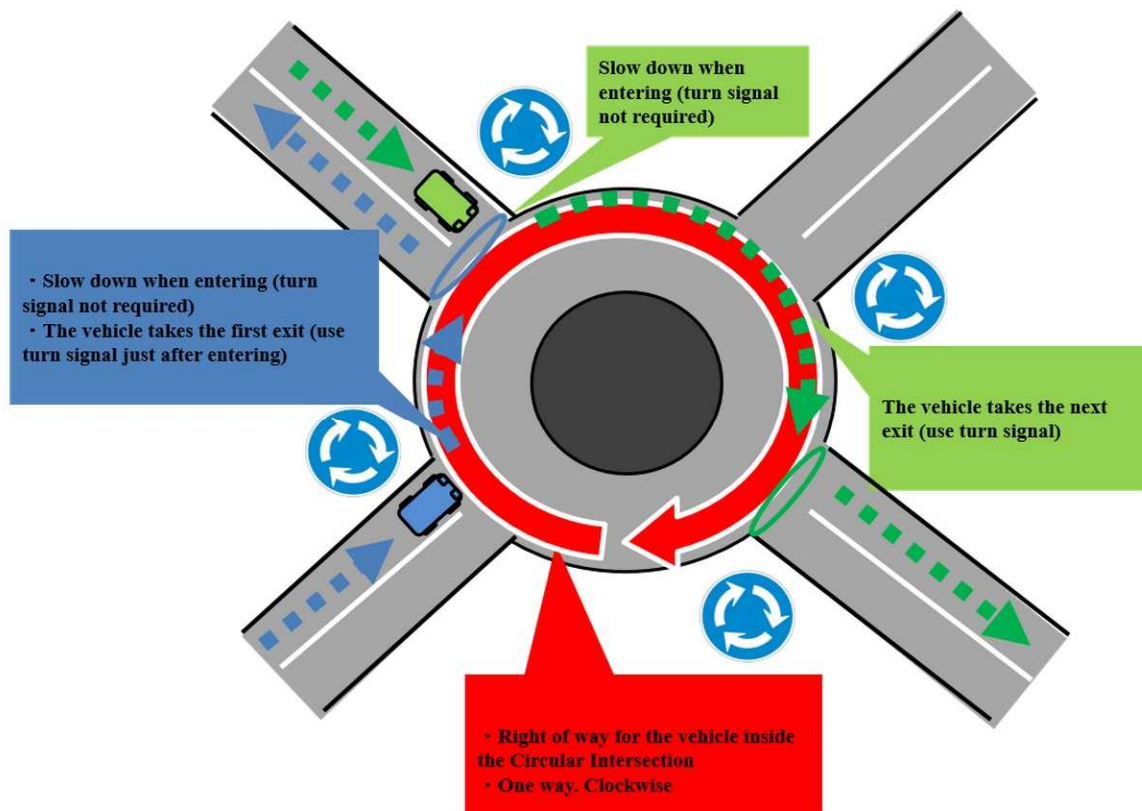 Slow down when
entering (turn signal
not required)
・Slow down when entering (turn
signal not required)
・The vehicle takes the first exit (use
turn signal just after entering)
The vehicle takes the next
exit (use turn signal)
・Right of way for the vehicle inside
the Circular Intersection
・One way. Clockwise